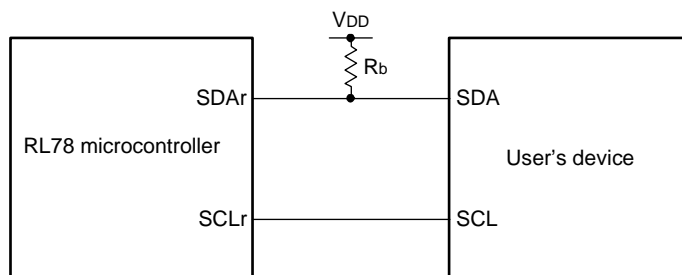 VDD
Rb
SDAr
SDA
RL78 microcontroller
User's device
SCLr
SCL